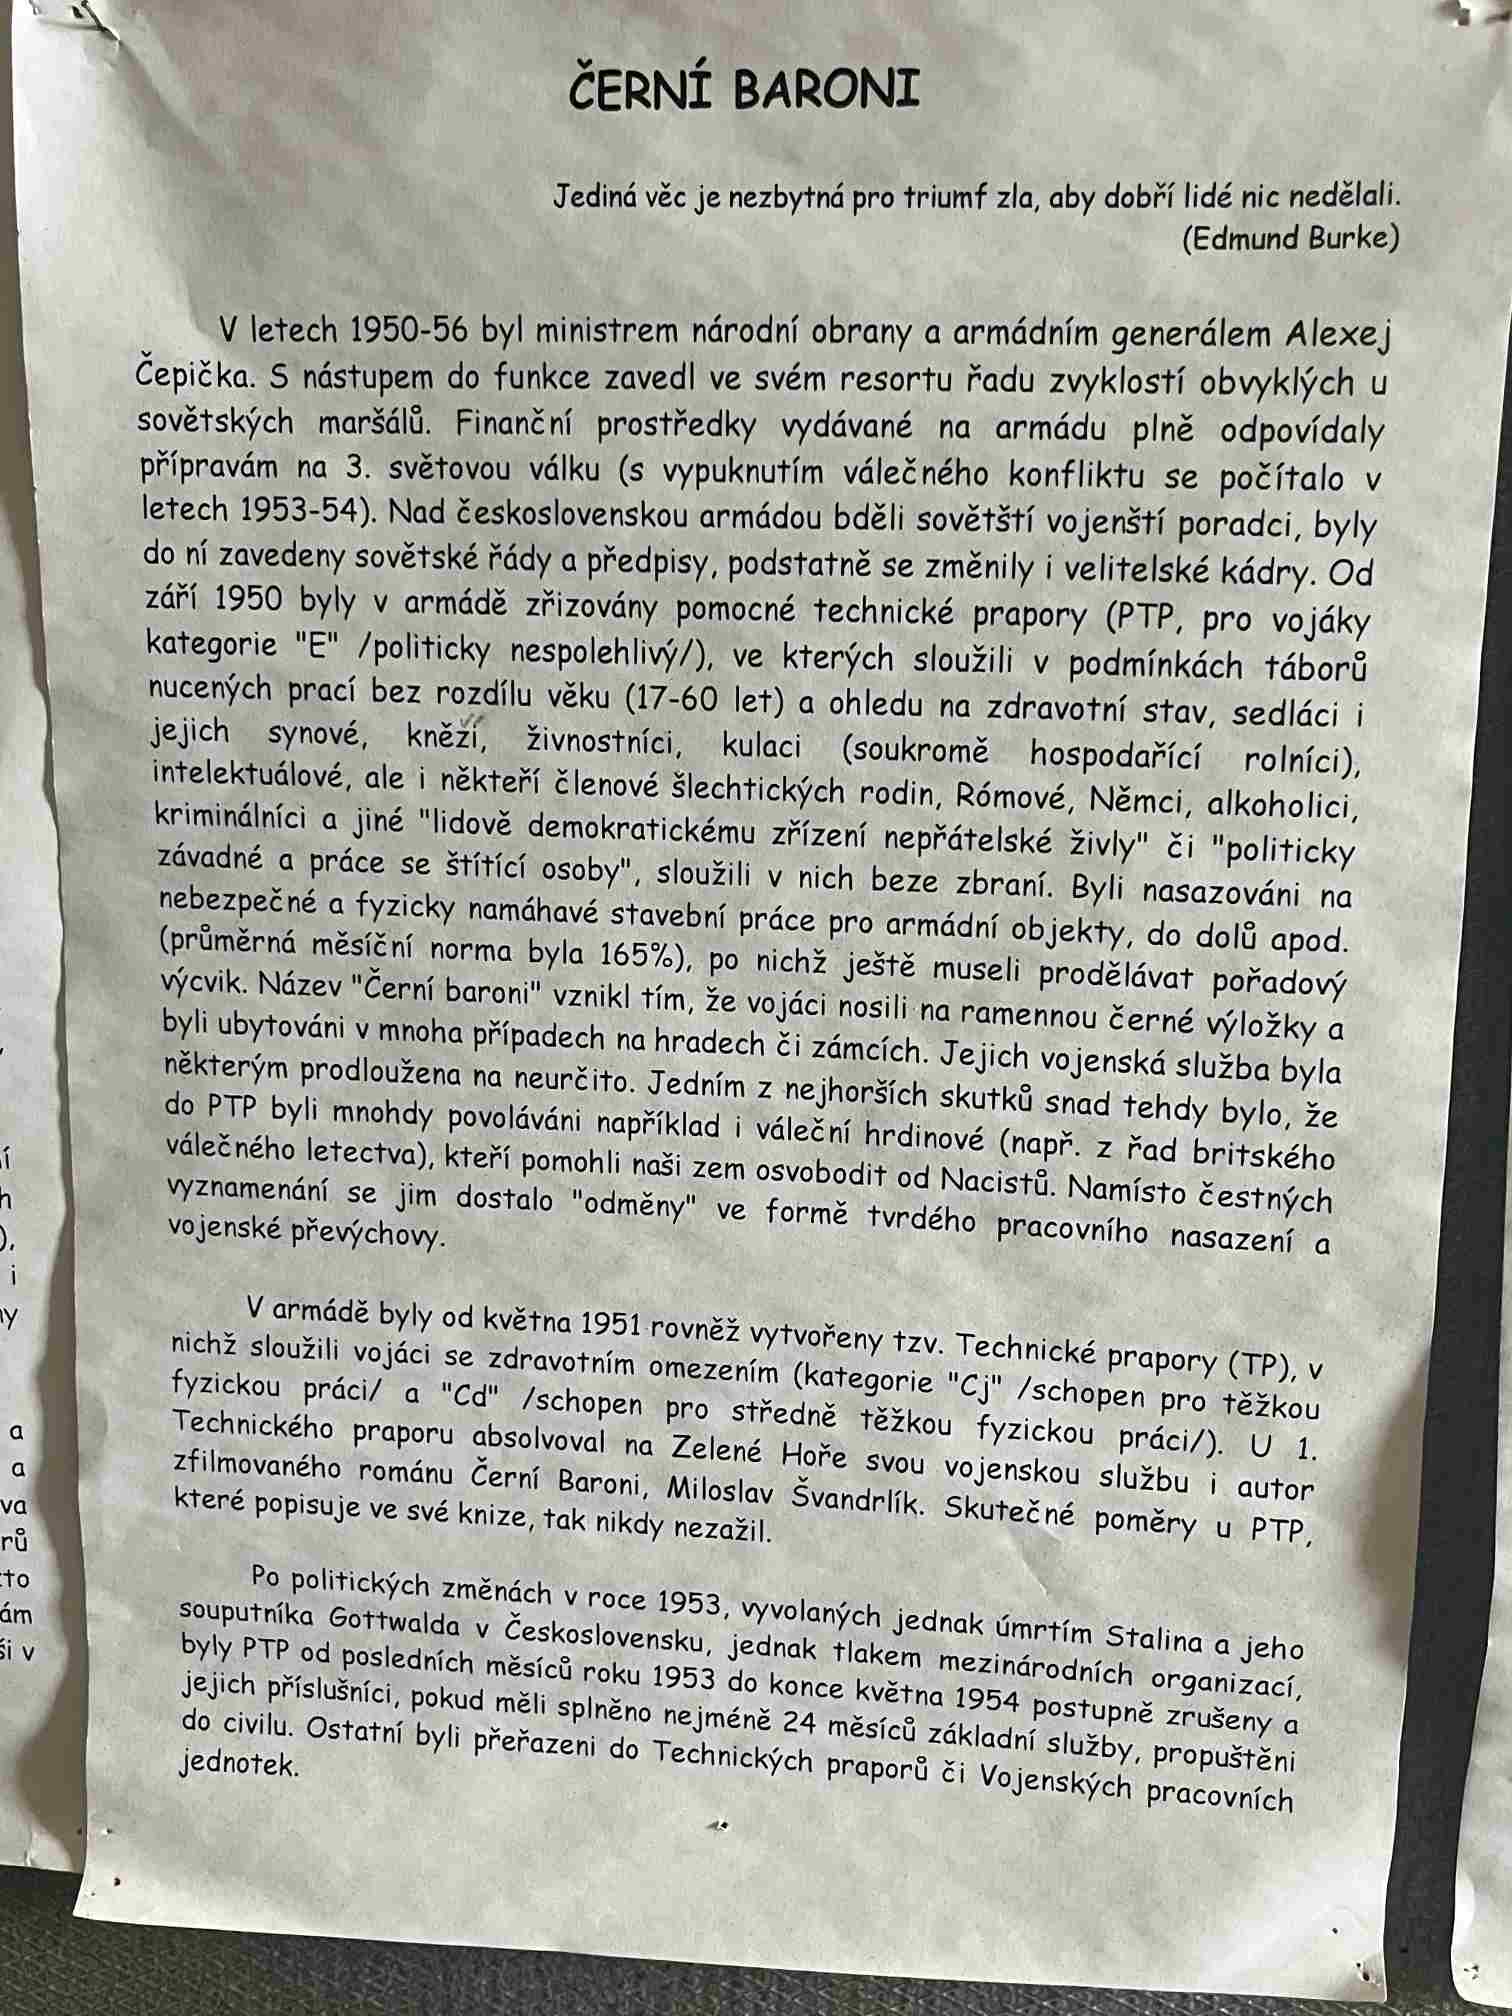 ČERNÍ BARONI
Jediná věc je nezbytná pro triumf zla, aby dobří lidé nic nedělali.
(Edmund Burke)
V letech 1950-56 byl ministrem národní obrany a armádním generálem Alexej
Čepička. S nástupem do funkce zavedl ve svém resortu řadu zvyklostí obvyklých u
sovětských maršálů. Finanční prostředky vydávané na armádu plně odpovídaly
přípravám na 3. světovou válku (s vypuknutím válečného konfliktu se počítalo v
letech 1953-54). Nad československou armádou bděli sovětští vojenští poradci, byly
do ní zavedeny sovětské řády a předpisy, podstatně se změnily i velitelské kádry. Od
září 1950 byly v armádě zřizovány pomocné technické prapory (PTP, pro vojáky
kategorie "E" /politicky nespolehlivý/), ve kterých sloužili v podmínkách táborů
nucených prací bez rozdílu věku (17-60 let) a ohledu na zdravotní stav, sedláci i
jejich synové, kněží, živnostníci, kulaci (soukromě hospodařící rolníci),
intelektuálové, ale i někteří členové šlechtických rodin, Rómové, Němci, alkoholici,
kriminálníci a jiné "lidově demokratickému zřízení nepřátelské živly" či "politicky
závadné a práce se štítící osoby", sloužili v nich beze zbraní. Byli nasazováni na
nebezpečné a fyzicky namáhavé stavební práce pro armádní objekty, do dolů apod.
(průměrná měsíční norma byla 165%), po nichž ještě museli prodělávat pořadový
výcvik. Název "Černí baroni" vznikl tím, že vojáci nosili na ramennou černé výložky a
byli ubytováni v mnoha případech na hradech či zámcích. Jejich vojenská služba byla
některým prodloužena na neurčito. Jedním z nejhorších skutků snad tehdy bylo, že
do PTP byli mnohdy povoláváni například i váleční hrdinové (např. z řad britského
válečného letectva), kteří pomohli naši zem osvobodit od Nacistů. Namísto čestných
vyznamenání se jim dostalo "odměny" ve formě tvrdého pracovního nasazení a
vojenské převýchovy.
V armádě byly od května 1951 rovněž vytvořeny tzv. Technické prapory (TP), v
nichž sloužili vojáci se zdravotním omezením (kategorie "Cj" /schopen pro těžkou
fyzickou práci/ a "Cd" /schopen pro středně těžkou fyzickou práci/). U 1.
Technického praporu absolvoval na Zelené Hoře svou vojenskou službu i autor
zfilmovaného románu Černí Baroni, Miloslav Švandrlík. Skutečné poměry u PTP,
které popisuje ve své knize, tak nikdy nezažil.
Po politických změnách v roce 1953, vyvolaných jednak úmrtím Stalina a jeho
souputníka Gottwalda v Československu, jednak tlakem mezinárodních organizací,
byly PTP od posledních měsíců roku 1953 do konce května 1954 postupně zrušeny a
jejich příslušníci, pokud měli splněno nejméně 24 měsíců základní služby, propuštěni
do civilu. Ostatní byli přeřazeni do Technických praporů či Vojenských pracovních
jednotek.